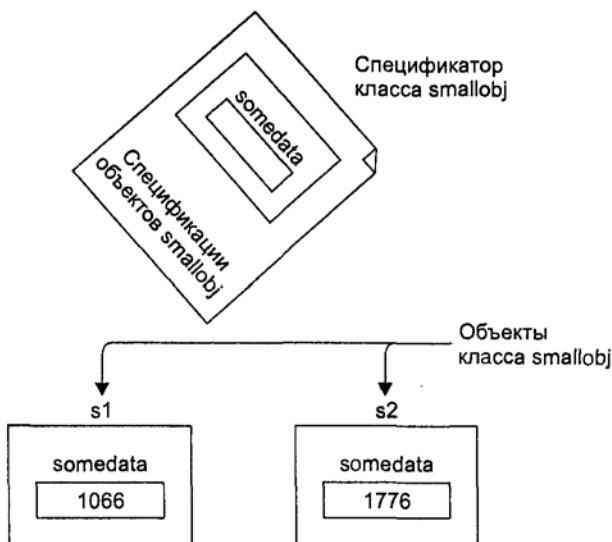 Спецификатор
класса smallobj
somedata
Спецификации
объектов smallobj
Объекты
класса smallobj
s1
s2
somedata
somedata
1066
1776